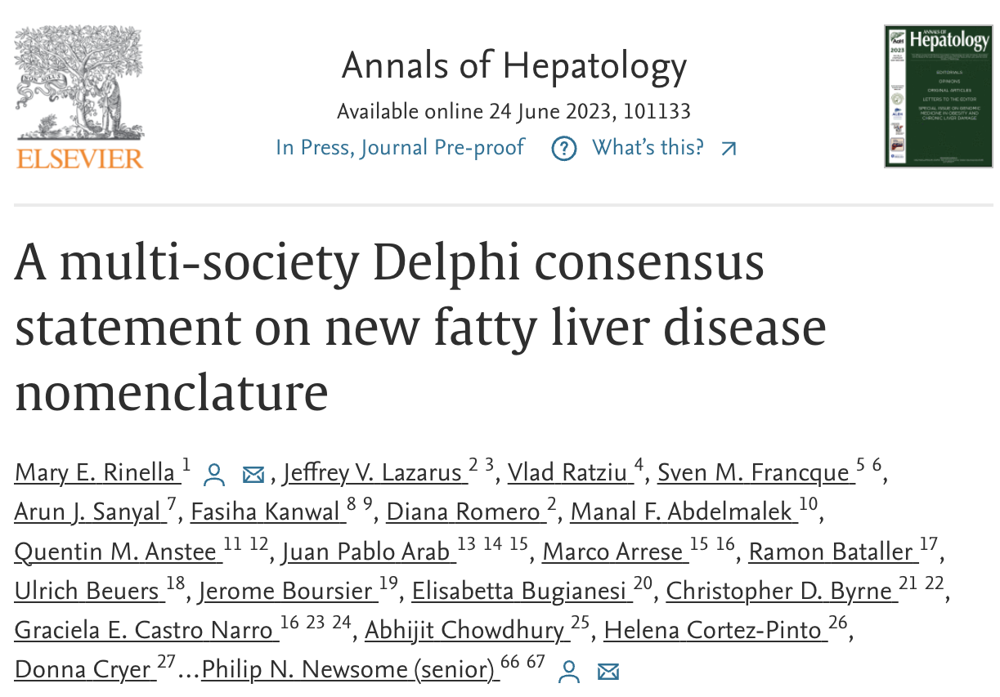 ELSEVIER
Annals of Hepatology
Available online 24 June 2023, 101133
In Press, Journal Pre-proof ? What's this?
ANNALS OF
Hepatology
AoH
2023
EDITORIALS
OPINIONS
ORIGINAL ARTICLES
LETTERS TO THE EDITOR
SPECIAL ISSUE ON GENOMIC
MEDICINE IN OBESITY AND
CHRONIC LIVER DAMAGE
A multi-society Delphi consensus
statement on new fatty liver disease
nomenclature
Mary E. Rinella 1 , Jeffrey V. Lazarus 2 3, Vlad Ratziu 4, Sven M. Francque 5 6,
Arun J. Sanyal 7, Fasiha Kanwal 8 9, Diana Romero 2, Manal F. Abdelmalek 10,
Quentin M. Anstee 11 12, Juan Pablo Arab 13 14 15, Marco Arrese 15 16, Ramon Bataller 17,
Ulrich Beuers 18, Jerome Boursier 19, Elisabetta Bugianesi 20, Christopher D. Byrne 21 22,
Graciela E. Castro Narro 16 23 24, Abhijit Chowdhury 25, Helena Cortez-Pinto 26,
Donna Cryer 27…Philip N. Newsome (senior) 66 67